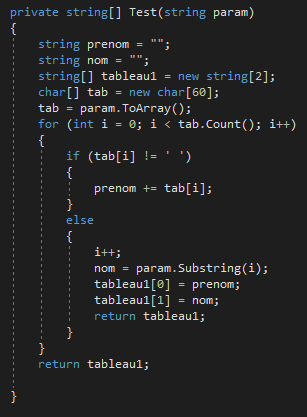 private string[] Test(string param)
{
string prenom = "";
string nom = "";
string[] tableau1 = new string[2];
char[] tab = new char[60];
tab = param.ToArray();
for (int i = 0; i < tab.Count(); i++)
{
if (tab[i] != ' ')
{
prenom += tab[i];
}
else
{
i++;
nom = param.Substring(i);
tableau1[0] = prenom;
tableau1[1] = nom;
return tableau1;
}
}
return tableau1;
}